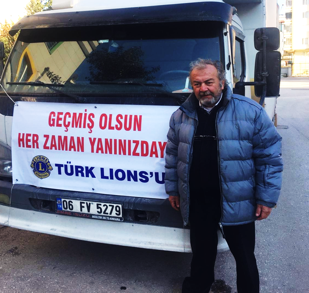 GEÇMİŞ OLSUN
HER ZAMAN YANINIZDAY
TÜRK LIONS'U
06 FV 5279